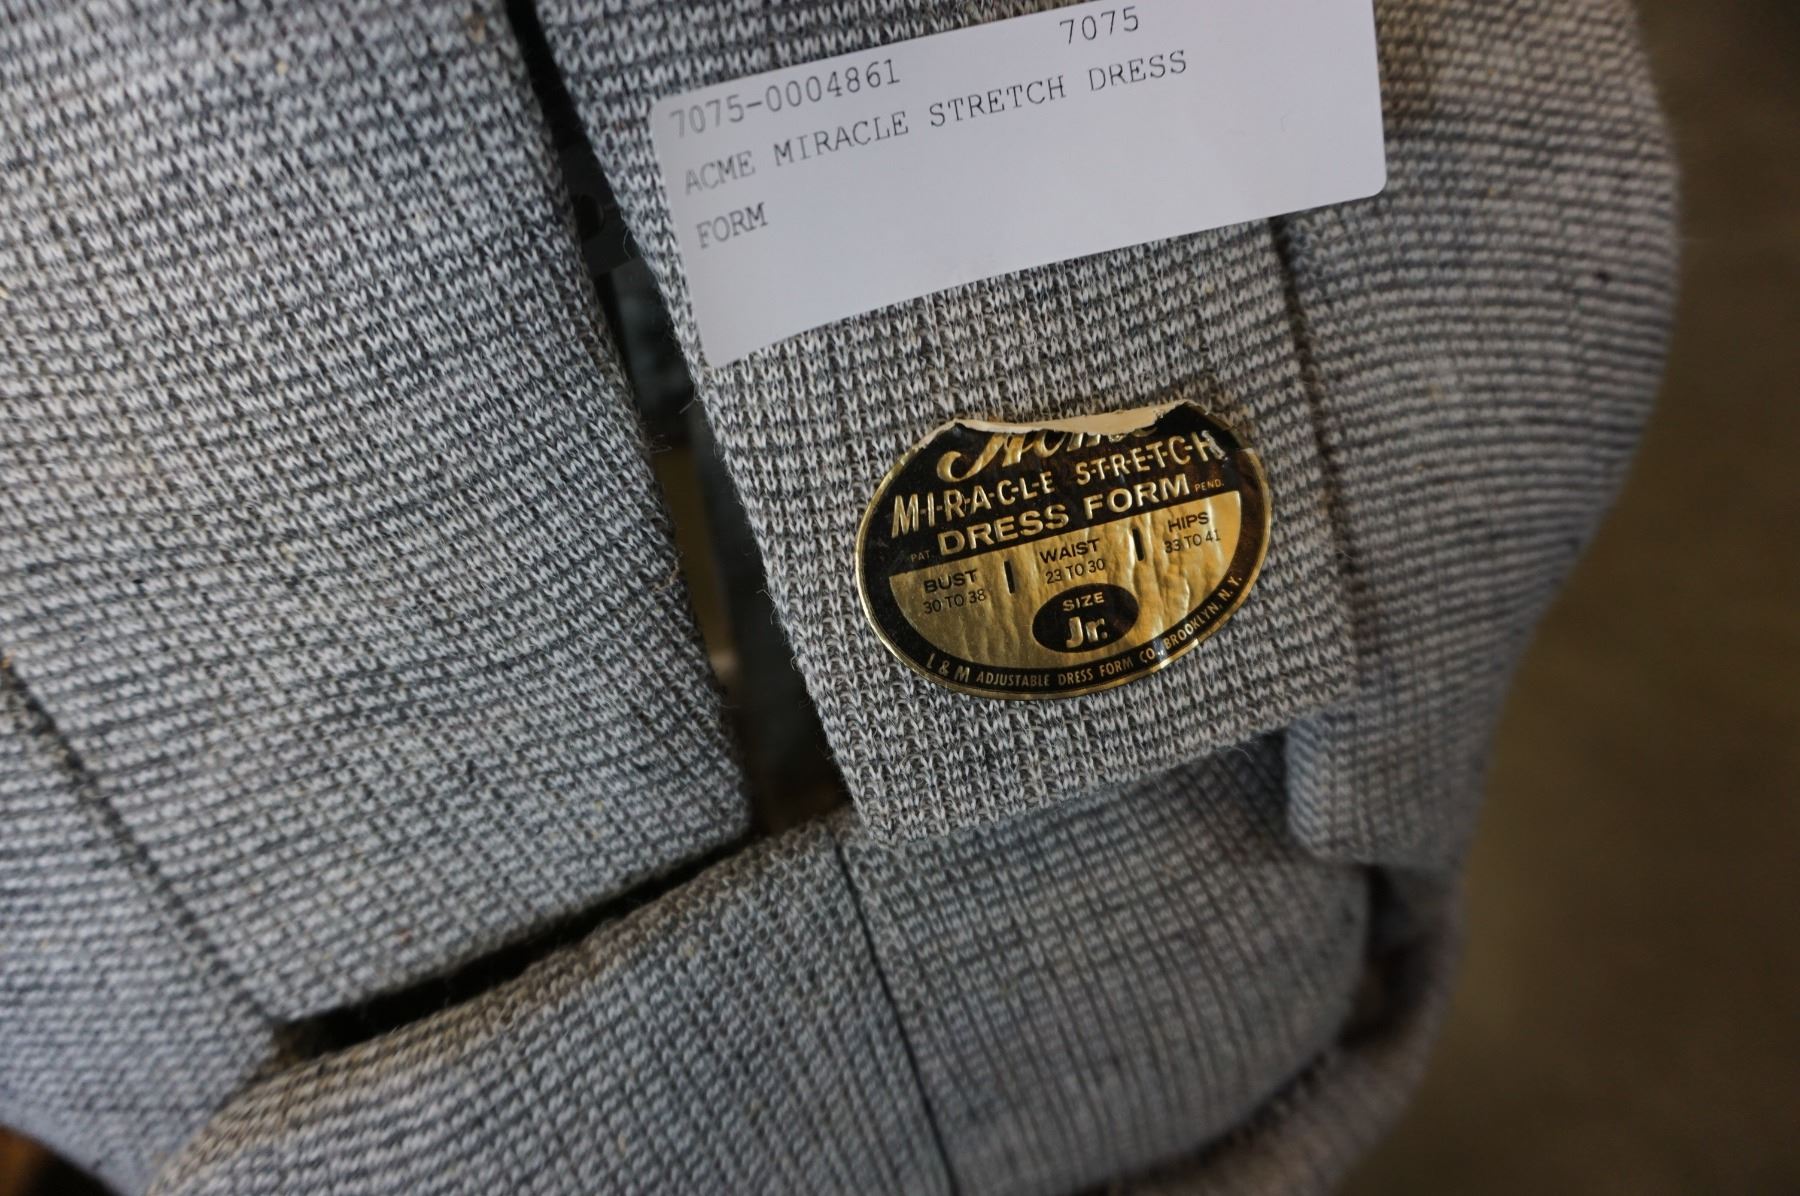 7075
7075-0004861
ACME MIRACLE STRETCH DRESS
FORM
Acme
M·I·R·A·C·L·E S·T·R·E·T·C·H
PAT. DRESS FORM PEND.
BUST WAIST HIPS
30 TO 38 23 TO 30 33 TO 41
SIZE
Jr.
L & M ADJUSTABLE DRESS FORM CO., BROOKLYN, N.Y.